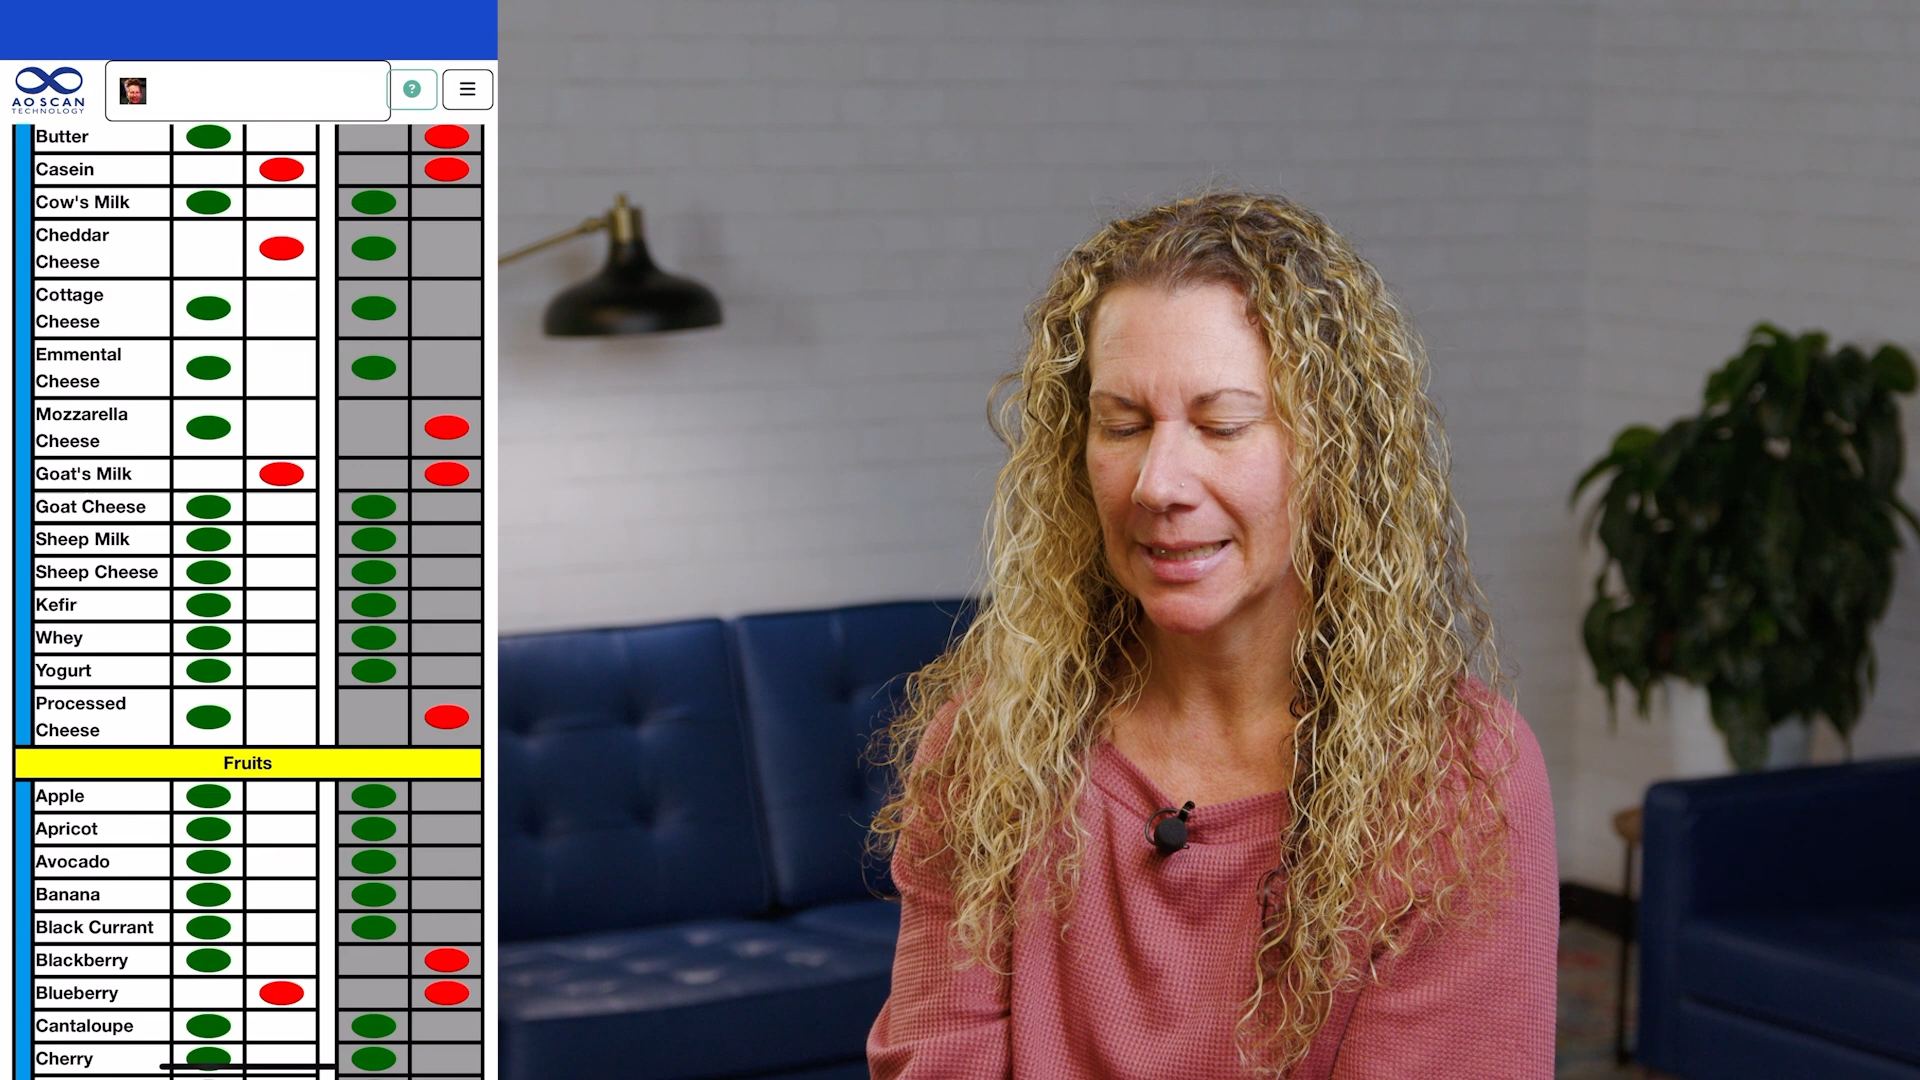 AO SCAN
TECHNOLOGY
?
Butter
Casein
Cow's Milk
Cheddar
Cheese
Cottage
Cheese
Emmental
Cheese
Mozzarella
Cheese
Goat's Milk
Goat Cheese
Sheep Milk
Sheep Cheese
Kefir
Whey
Yogurt
Processed
Cheese
Fruits
Apple
Apricot
Avocado
Banana
Black Currant
Blackberry
Blueberry
Cantaloupe
Cherry